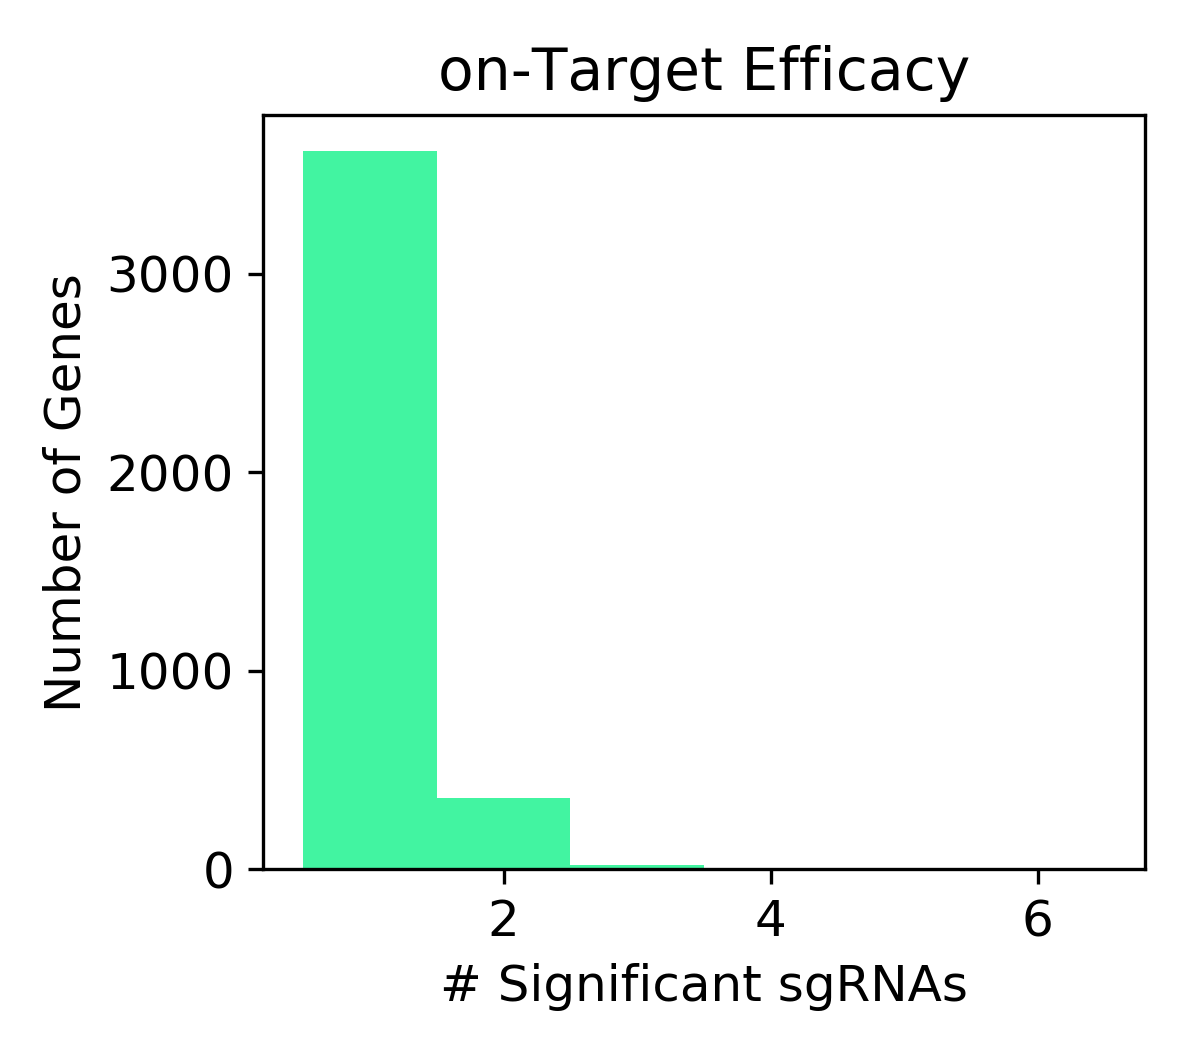 on-Target Efficacy
Number of Genes
3000
2000
1000
0
2 4 6
# Significant sgRNAs